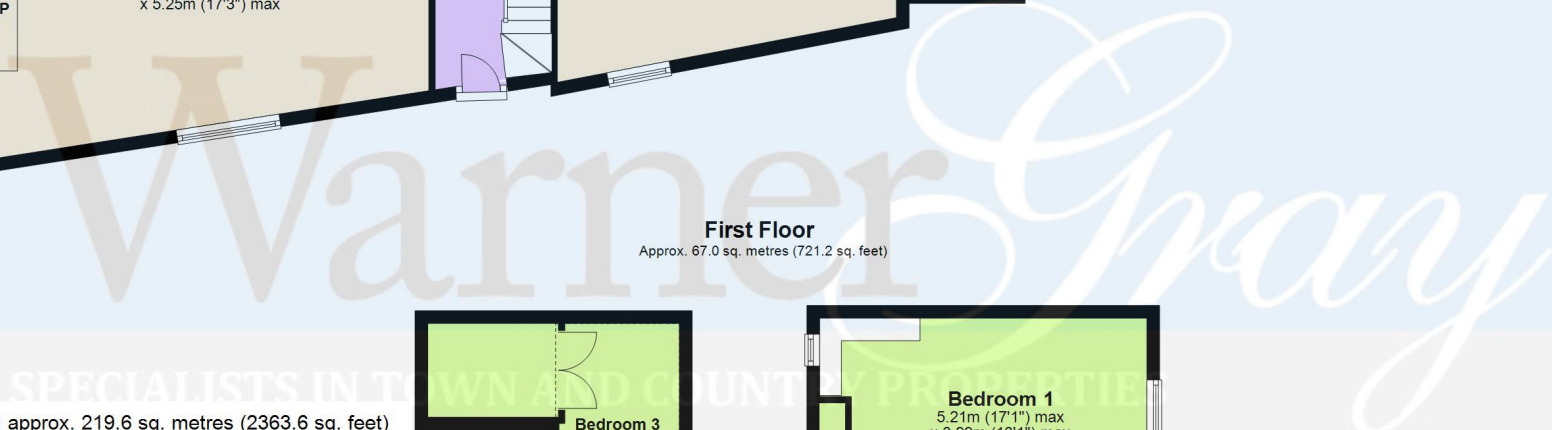 P
x 5.25m (17'3") max
Warner Gray
First Floor
Approx. 67.0 sq. metres (721.2 sq. feet)
SPECIALISTS IN TOWN AND COUNTRY PROPERTIES
Bedroom 1
5.21m (17'1") max
approx. 219.6 sq. metres (2363.6 sq. feet)
Bedroom 3